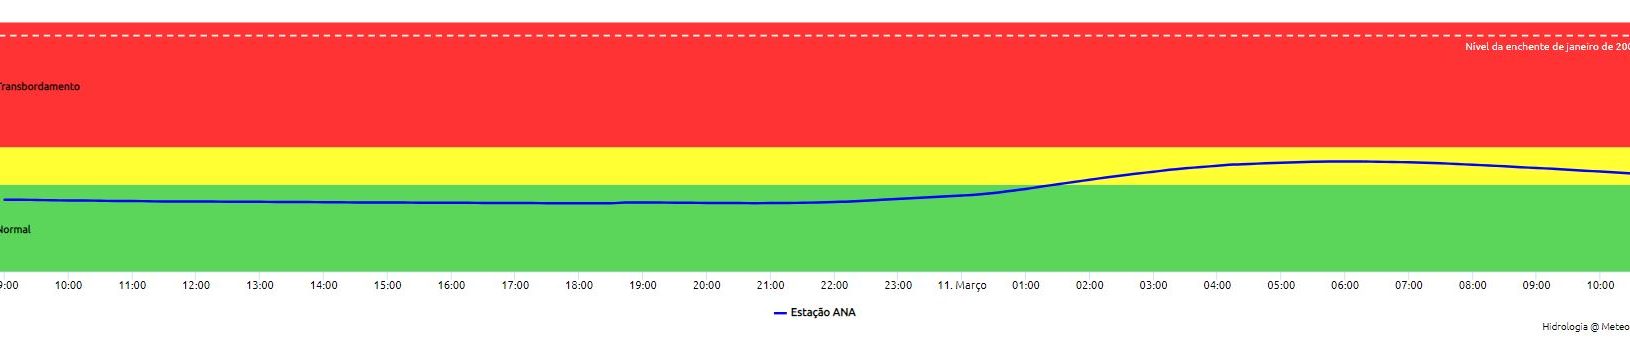 Nível da enchente de janeiro de 200
Transbordamento
Normal
9:00 10:00 11:00 12:00 13:00 14:00 15:00 16:00 17:00 18:00 19:00 20:00 21:00 22:00 23:00 11. Março 01:00 02:00 03:00 04:00 05:00 06:00 07:00 08:00 09:00 10:00
Estação ANA
Hidrologia @ Meteo